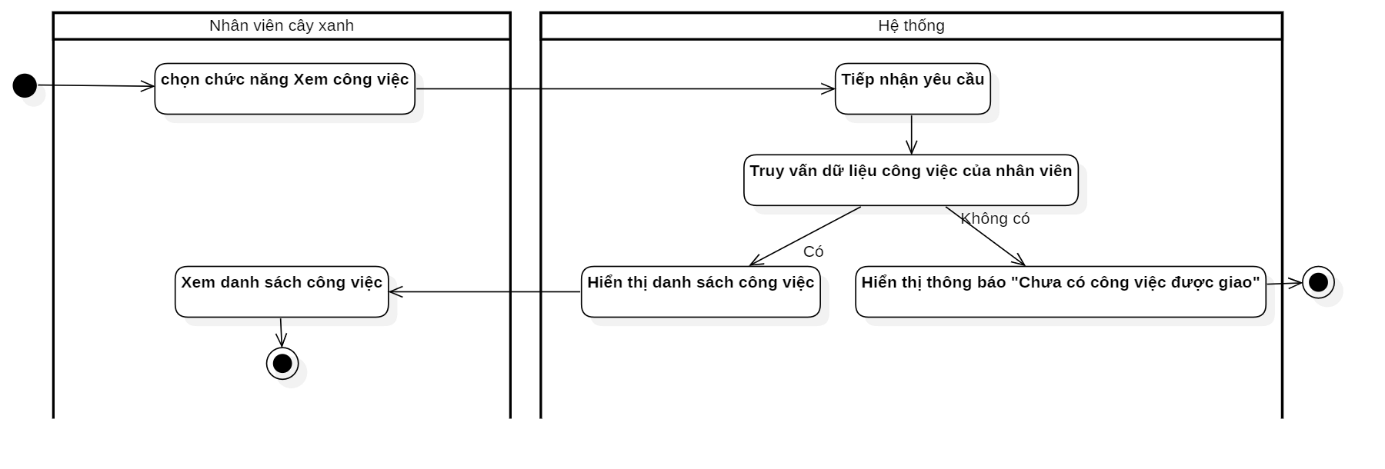 Nhân viên cây xanh
Hệ thống
chọn chức năng Xem công việc
Tiếp nhận yêu cầu
Truy vấn dữ liệu công việc của nhân viên
Không có
Có
Xem danh sách công việc
Hiển thị danh sách công việc
Hiển thị thông báo "Chưa có công việc được giao"